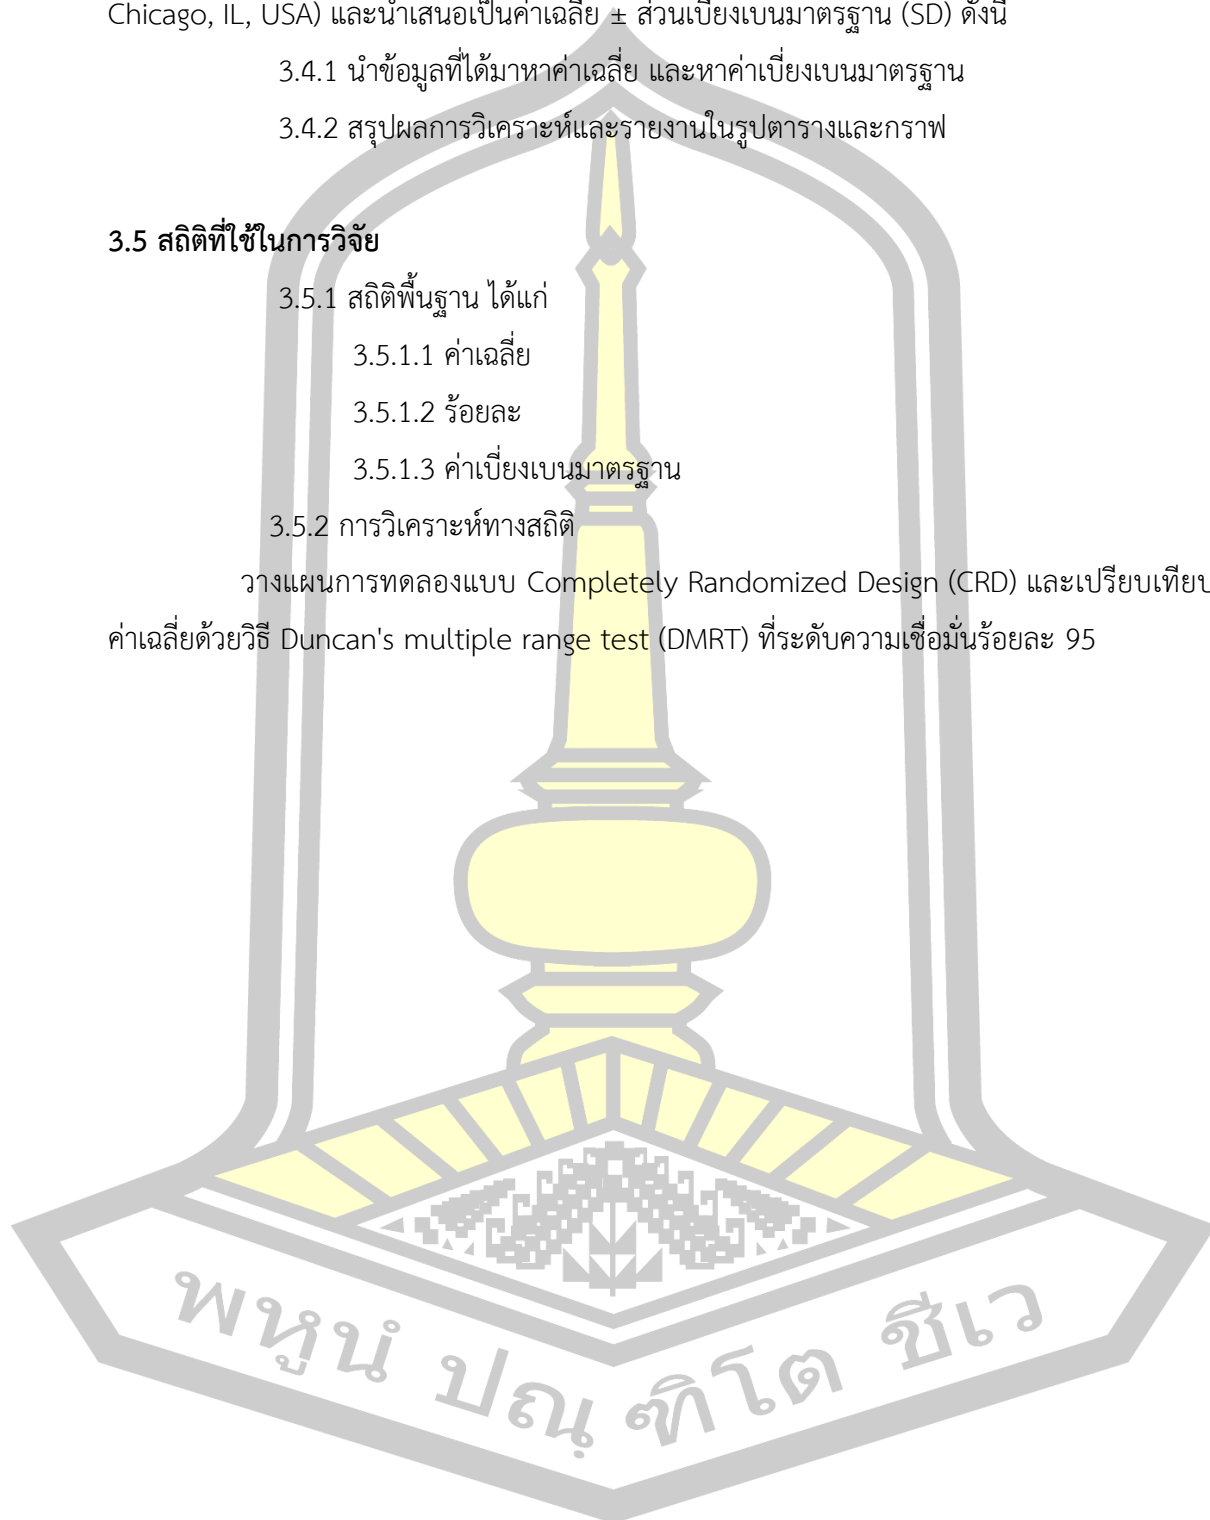 Chicago, IL, USA) และนำเสนอเป็นค่าเฉลี่ย ± ส่วนเบี่ยงเบนมาตรฐาน (SD) ดังนี้
3.4.1 นำข้อมูลที่ได้มาหาค่าเฉลี่ย และหาค่าเบี่ยงเบนมาตรฐาน
3.4.2 สรุปผลการวิเคราะห์และรายงานในรูปตารางและกราฟ
3.5 สถิติที่ใช้ในการวิจัย
3.5.1 สถิติพื้นฐาน ได้แก่
3.5.1.1 ค่าเฉลี่ย
3.5.1.2 ร้อยละ
3.5.1.3 ค่าเบี่ยงเบนมาตรฐาน
3.5.2 การวิเคราะห์ทางสถิติ
วางแผนการทดลองแบบ Completely Randomized Design (CRD) และเปรียบเทียบ
ค่าเฉลี่ยด้วยวิธี Duncan's multiple range test (DMRT) ที่ระดับความเชื่อมั่นร้อยละ 95
พหูนํ ปณฺฑิโต ชีเว